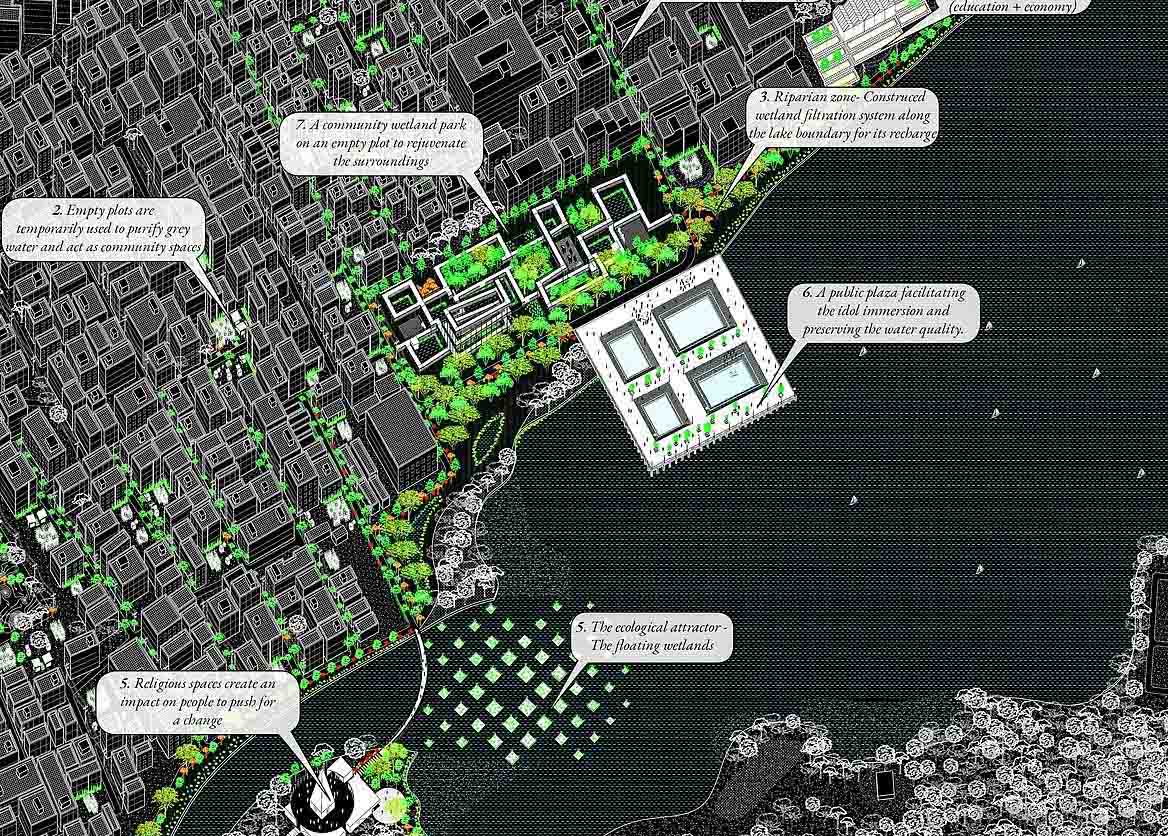 (education + economy)
3. Riparian zone- Construced
wetland filtration system along
the lake boundary for its recharge
7. A community wetland park
on an empty plot to rejuvenate
the surroundings
2. Empty plots are
temporarily used to purify grey
water and act as community spaces
6. A public plaza facilitating
the idol immersion and
preserving the water quality.
5. The ecological attractor -
The floating wetlands
5. Religious spaces create an
impact on people to push for
a change